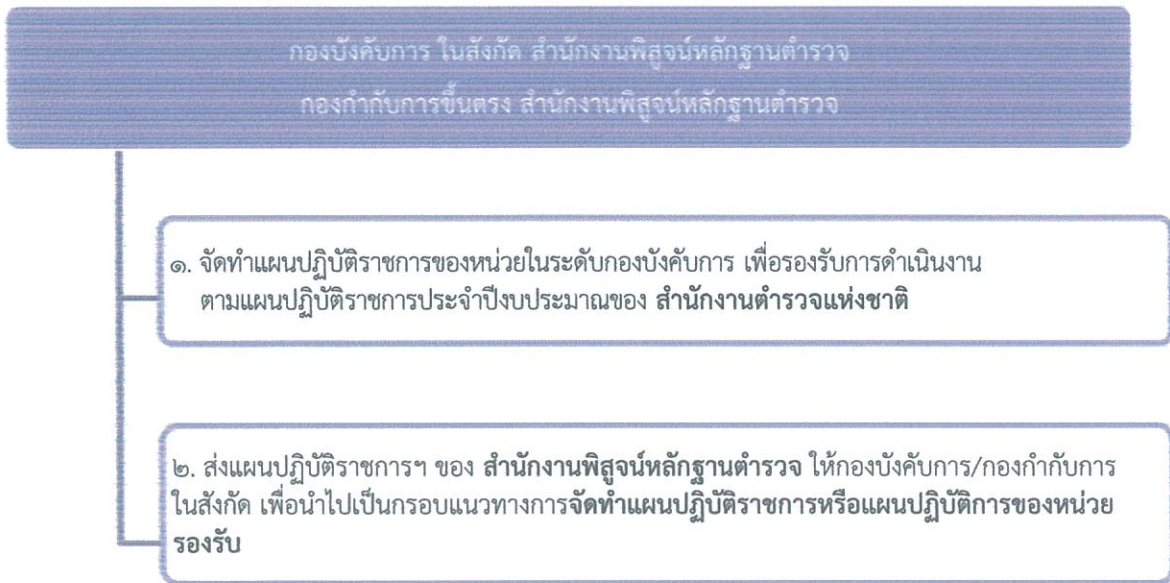 กองบังคับการ ในสังกัด สำนักงานพิสูจน์หลักฐานตำรวจ
กองกำกับการขึ้นตรง สำนักงานพิสูจน์หลักฐานตำรวจ
๑. จัดทำแผนปฏิบัติราชการของหน่วยในระดับกองบังคับการ เพื่อรองรับการดำเนินงาน
ตามแผนปฏิบัติราชการประจำปีงบประมาณของ สำนักงานตำรวจแห่งชาติ
๒. ส่งแผนปฏิบัติราชการฯ ของ สำนักงานพิสูจน์หลักฐานตำรวจ ให้กองบังคับการ/กองกำกับการ
ในสังกัด เพื่อนำไปเป็นกรอบแนวทางการจัดทำแผนปฏิบัติราชการหรือแผนปฏิบัติการของหน่วย
รองรับ